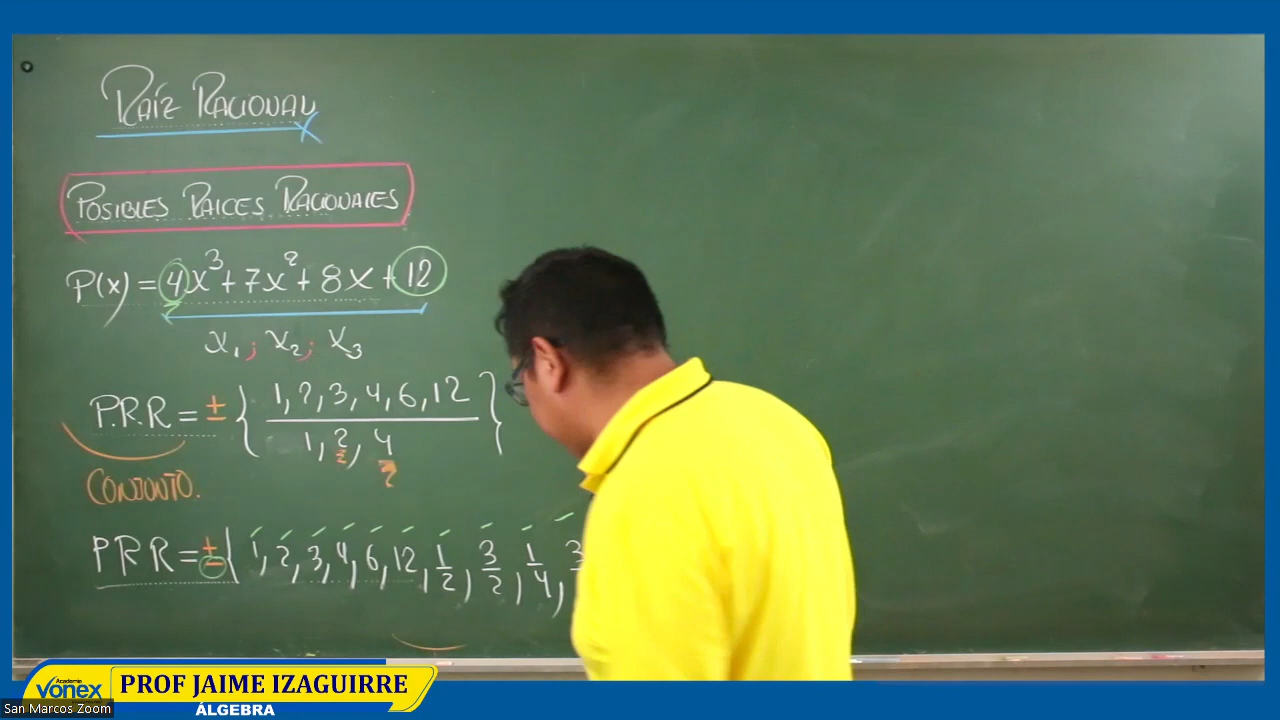 RAÍZ RACIONAL
POSIBLES RAICES RACIONALES
P(x) = 4x³ + 7x² + 8x + 12
x₁ ; x₂ ; x₃
P.R.R = ± { 1, 2, 3, 4, 6, 12 / 1, 2, 4 }
CONJUNTO.
PRR = ± { 1, 2, 3, 4, 6, 12, 1/2, 3/2, 1/4, 3
Academia
vonex
PROF JAIME IZAGUIRRE
ÁLGEBRA
San Marcos Zoom